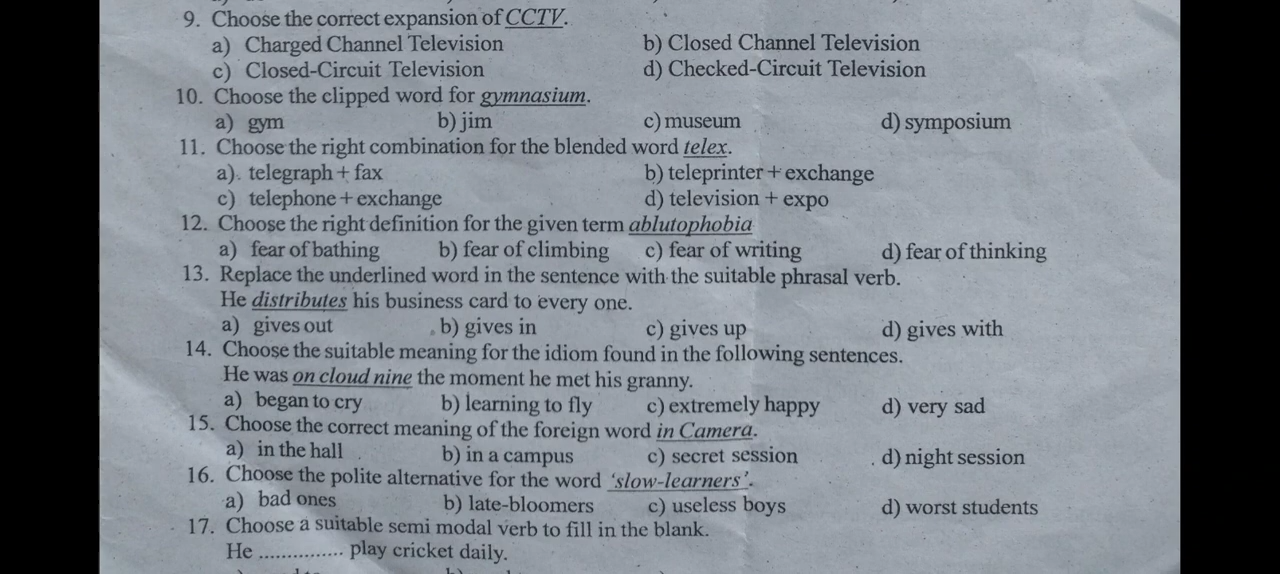 9. Choose the correct expansion of CCTV.
a) Charged Channel Television b) Closed Channel Television
c) Closed-Circuit Television d) Checked-Circuit Television
10. Choose the clipped word for gymnasium.
a) gym b) jim c) museum d) symposium
11. Choose the right combination for the blended word telex.
a). telegraph + fax b) teleprinter + exchange
c) telephone + exchange d) television + expo
12. Choose the right definition for the given term ablutophobia
a) fear of bathing b) fear of climbing c) fear of writing d) fear of thinking
13. Replace the underlined word in the sentence with the suitable phrasal verb.
He distributes his business card to every one.
a) gives out b) gives in c) gives up d) gives with
14. Choose the suitable meaning for the idiom found in the following sentences.
He was on cloud nine the moment he met his granny.
a) began to cry b) learning to fly c) extremely happy d) very sad
15. Choose the correct meaning of the foreign word in Camera.
a) in the hall b) in a campus c) secret session d) night session
16. Choose the polite alternative for the word 'slow-learners'.
a) bad ones b) late-bloomers c) useless boys d) worst students
17. Choose a suitable semi modal verb to fill in the blank.
He ............... play cricket daily.